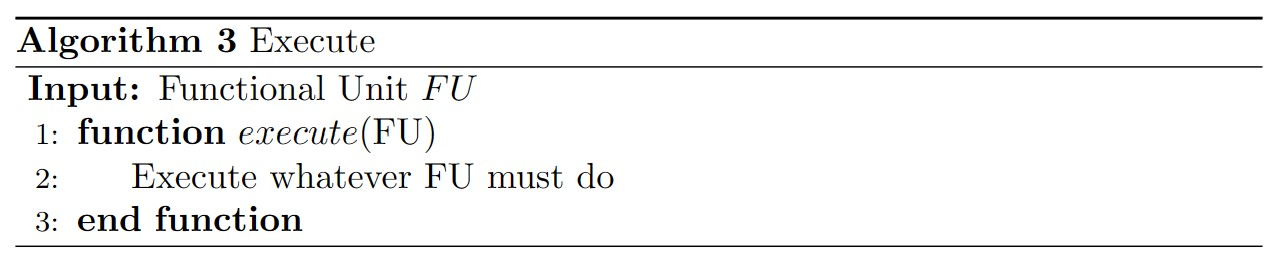 Algorithm 3 Execute
Input: Functional Unit FU
1: function execute(FU)
2: Execute whatever FU must do
3: end function